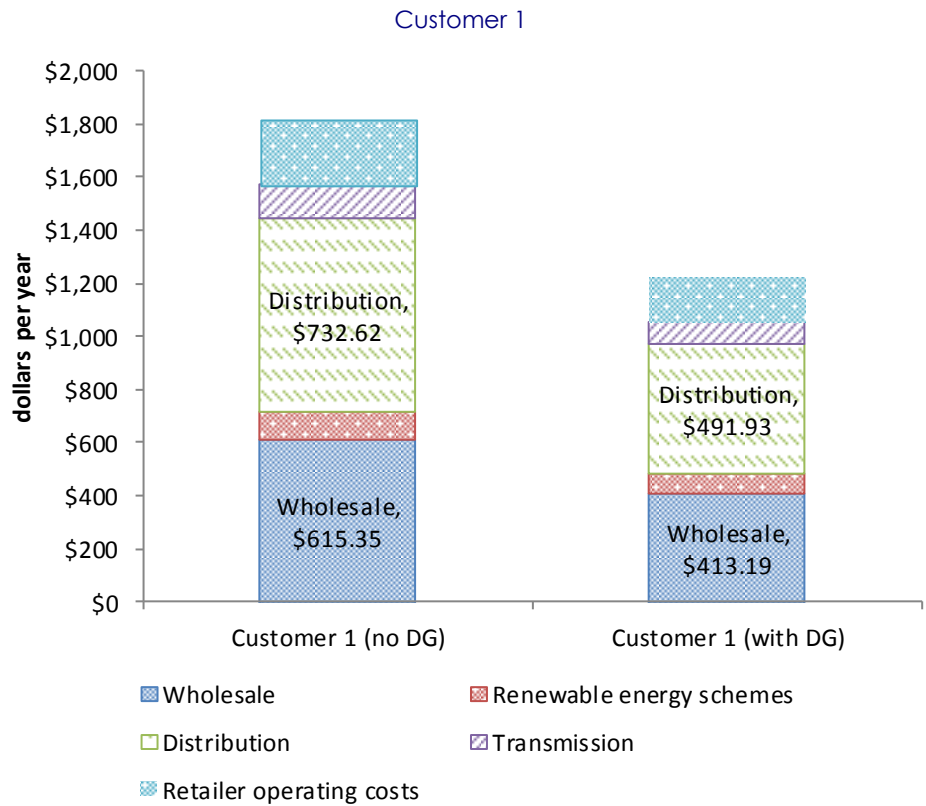 Customer 1
$2,000
$1,800
$1,600
$1,400
$1,200
$1,000
$800
$600
$400
$200
$0
dollars per year
Distribution,
$732.62
Wholesale,
$615.35
Distribution,
$491.93
Wholesale,
$413.19
Customer 1 (no DG)
Customer 1 (with DG)
Wholesale
Renewable energy schemes
Distribution
Transmission
Retailer operating costs